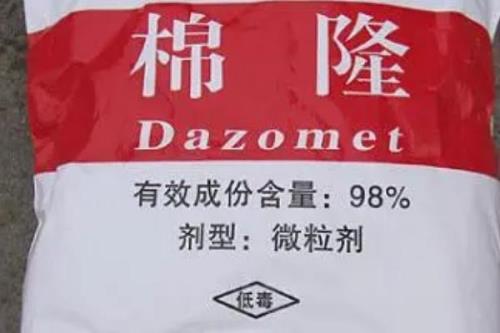 棉隆
Dazomet
有效成份含量：98%
剂型：微粒剂
低毒